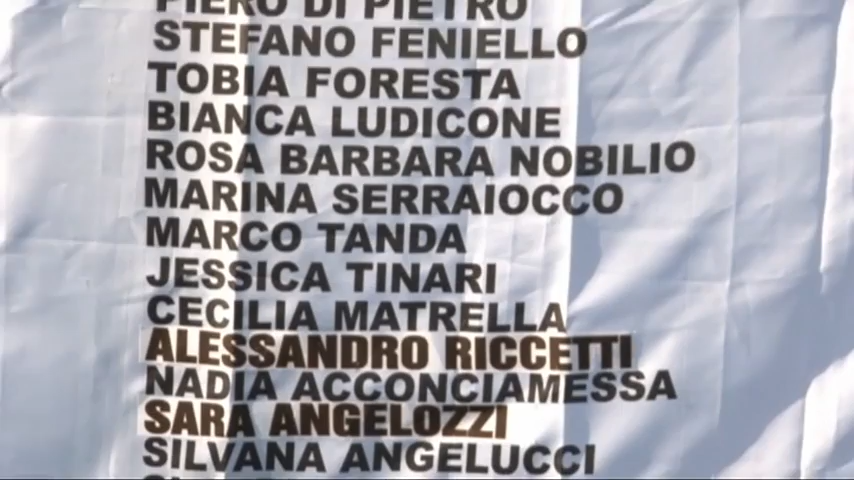 PIERO DI PIETRO
STEFANO FENIELLO
TOBIA FORESTA
BIANCA LUDICONE
ROSA BARBARA NOBILIO
MARINA SERRAIOCCO
MARCO TANDA
JESSICA TINARI
CECILIA MATRELLA
ALESSANDRO RICCETTI
NADIA ACCONCIAMESSA
SARA ANGELOZZI
SILVANA ANGELUCCI